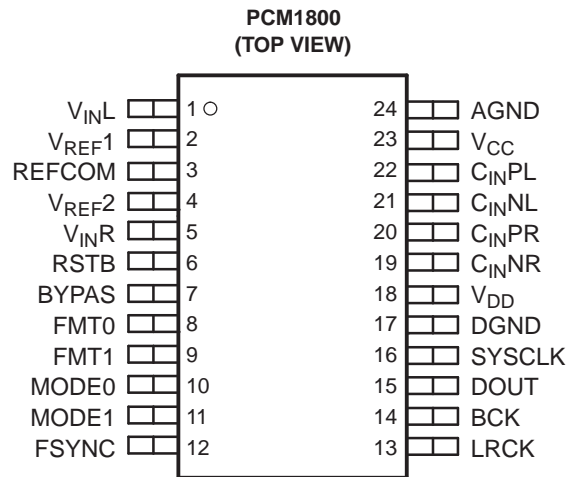 PCM1800
(TOP VIEW)
VINL 1 24 AGND
VREF1 2 23 VCC
REFCOM 3 22 CINPL
VREF2 4 21 CINNL
VINR 5 20 CINPR
RSTB 6 19 CINNR
BYPAS 7 18 VDD
FMT0 8 17 DGND
FMT1 9 16 SYSCLK
MODE0 10 15 DOUT
MODE1 11 14 BCK
FSYNC 12 13 LRCK